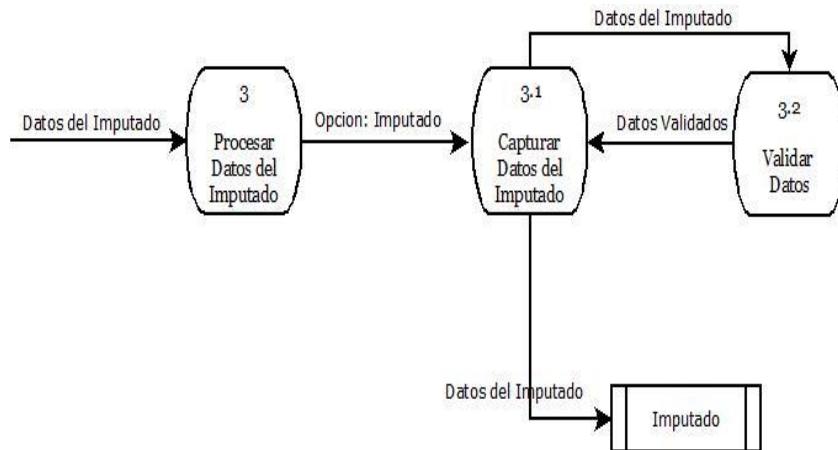 Datos del Imputado
3
Procesar
Datos del
Imputado
Opcion: Imputado
3.1
Capturar
Datos del
Imputado
Datos del Imputado
Datos Validados
3.2
Validar
Datos
Datos del Imputado
Imputado